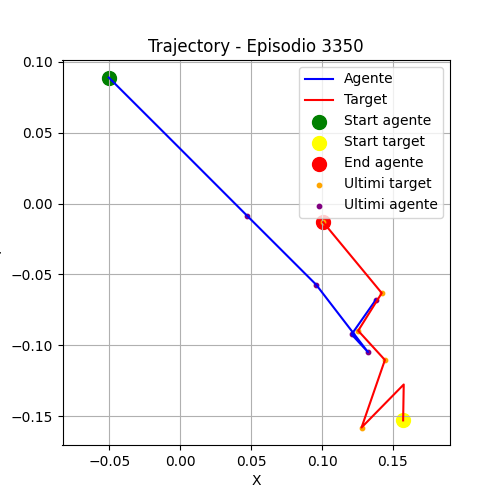 Trajectory - Episodio 3350
Agente
Target
Start agente
Start target
End agente
Ultimi target
Ultimi agente
0.10
0.05
0.00
−0.05
−0.10
−0.15
−0.05
0.00
0.05
0.10
0.15
X